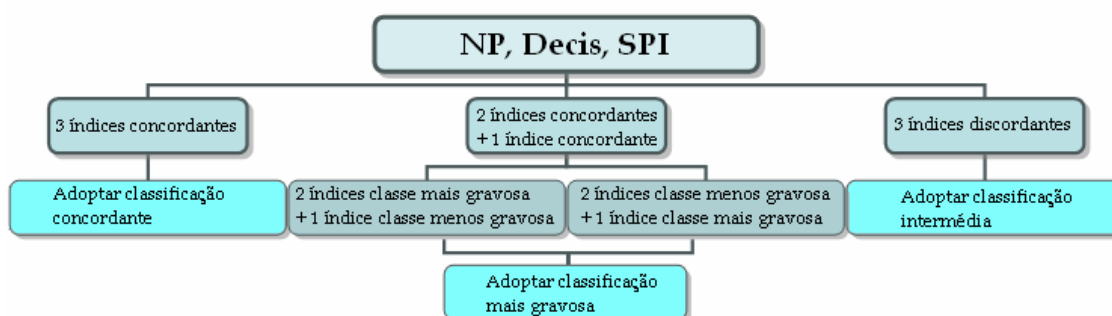 NP, Decis, SPI
3 índices concordantes
2 índices concordantes
+ 1 índice concordante
3 índices discordantes
Adoptar classificação
concordante
2 índices classe mais gravosa
+ 1 índice classe menos gravosa
2 índices classe menos gravosa
+ 1 índice classe mais gravosa
Adoptar classificação
intermédia
Adoptar classificação
mais gravosa